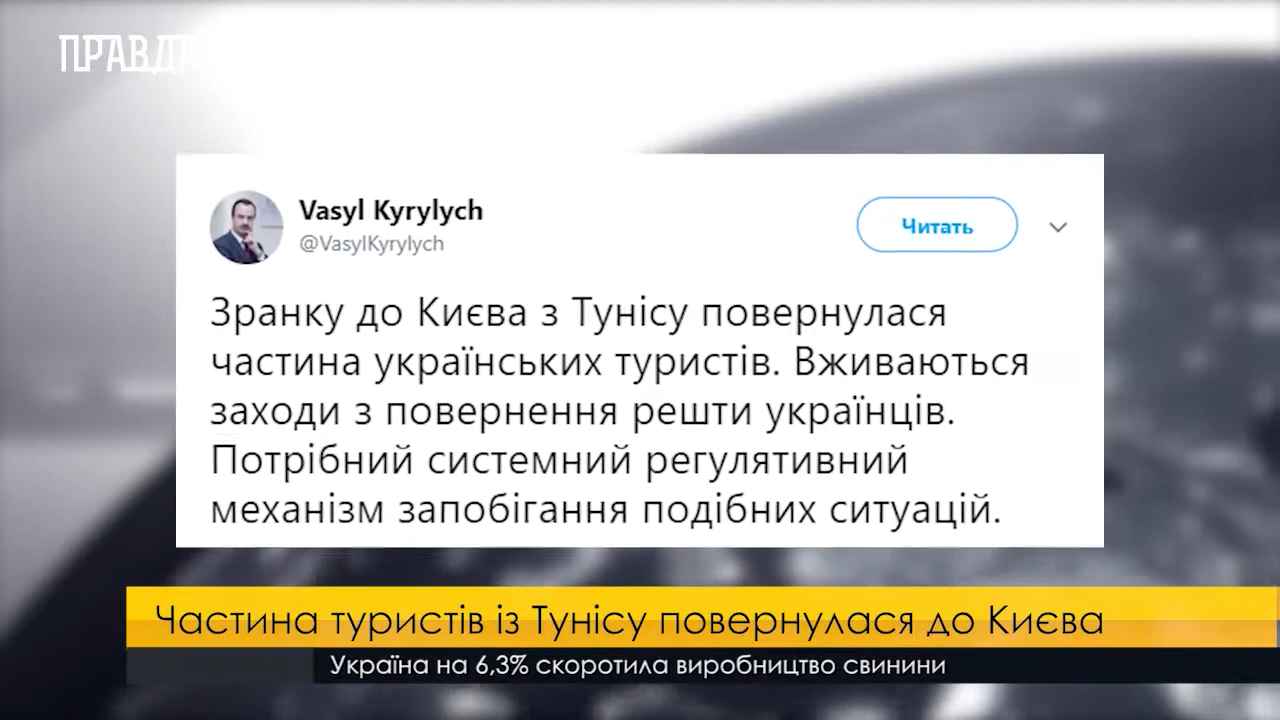 ПРАВДА
Vasyl Kyrylych
@VasylKyrylych
Читать
Зранку до Києва з Тунісу повернулася
частина українських туристів. Вживаються
заходи з повернення решти українців.
Потрібний системний регулятивний
механізм запобігання подібних ситуацій.
Частина туристів із Тунісу повернулася до Києва
Україна на 6,3% скоротила виробництво свинини